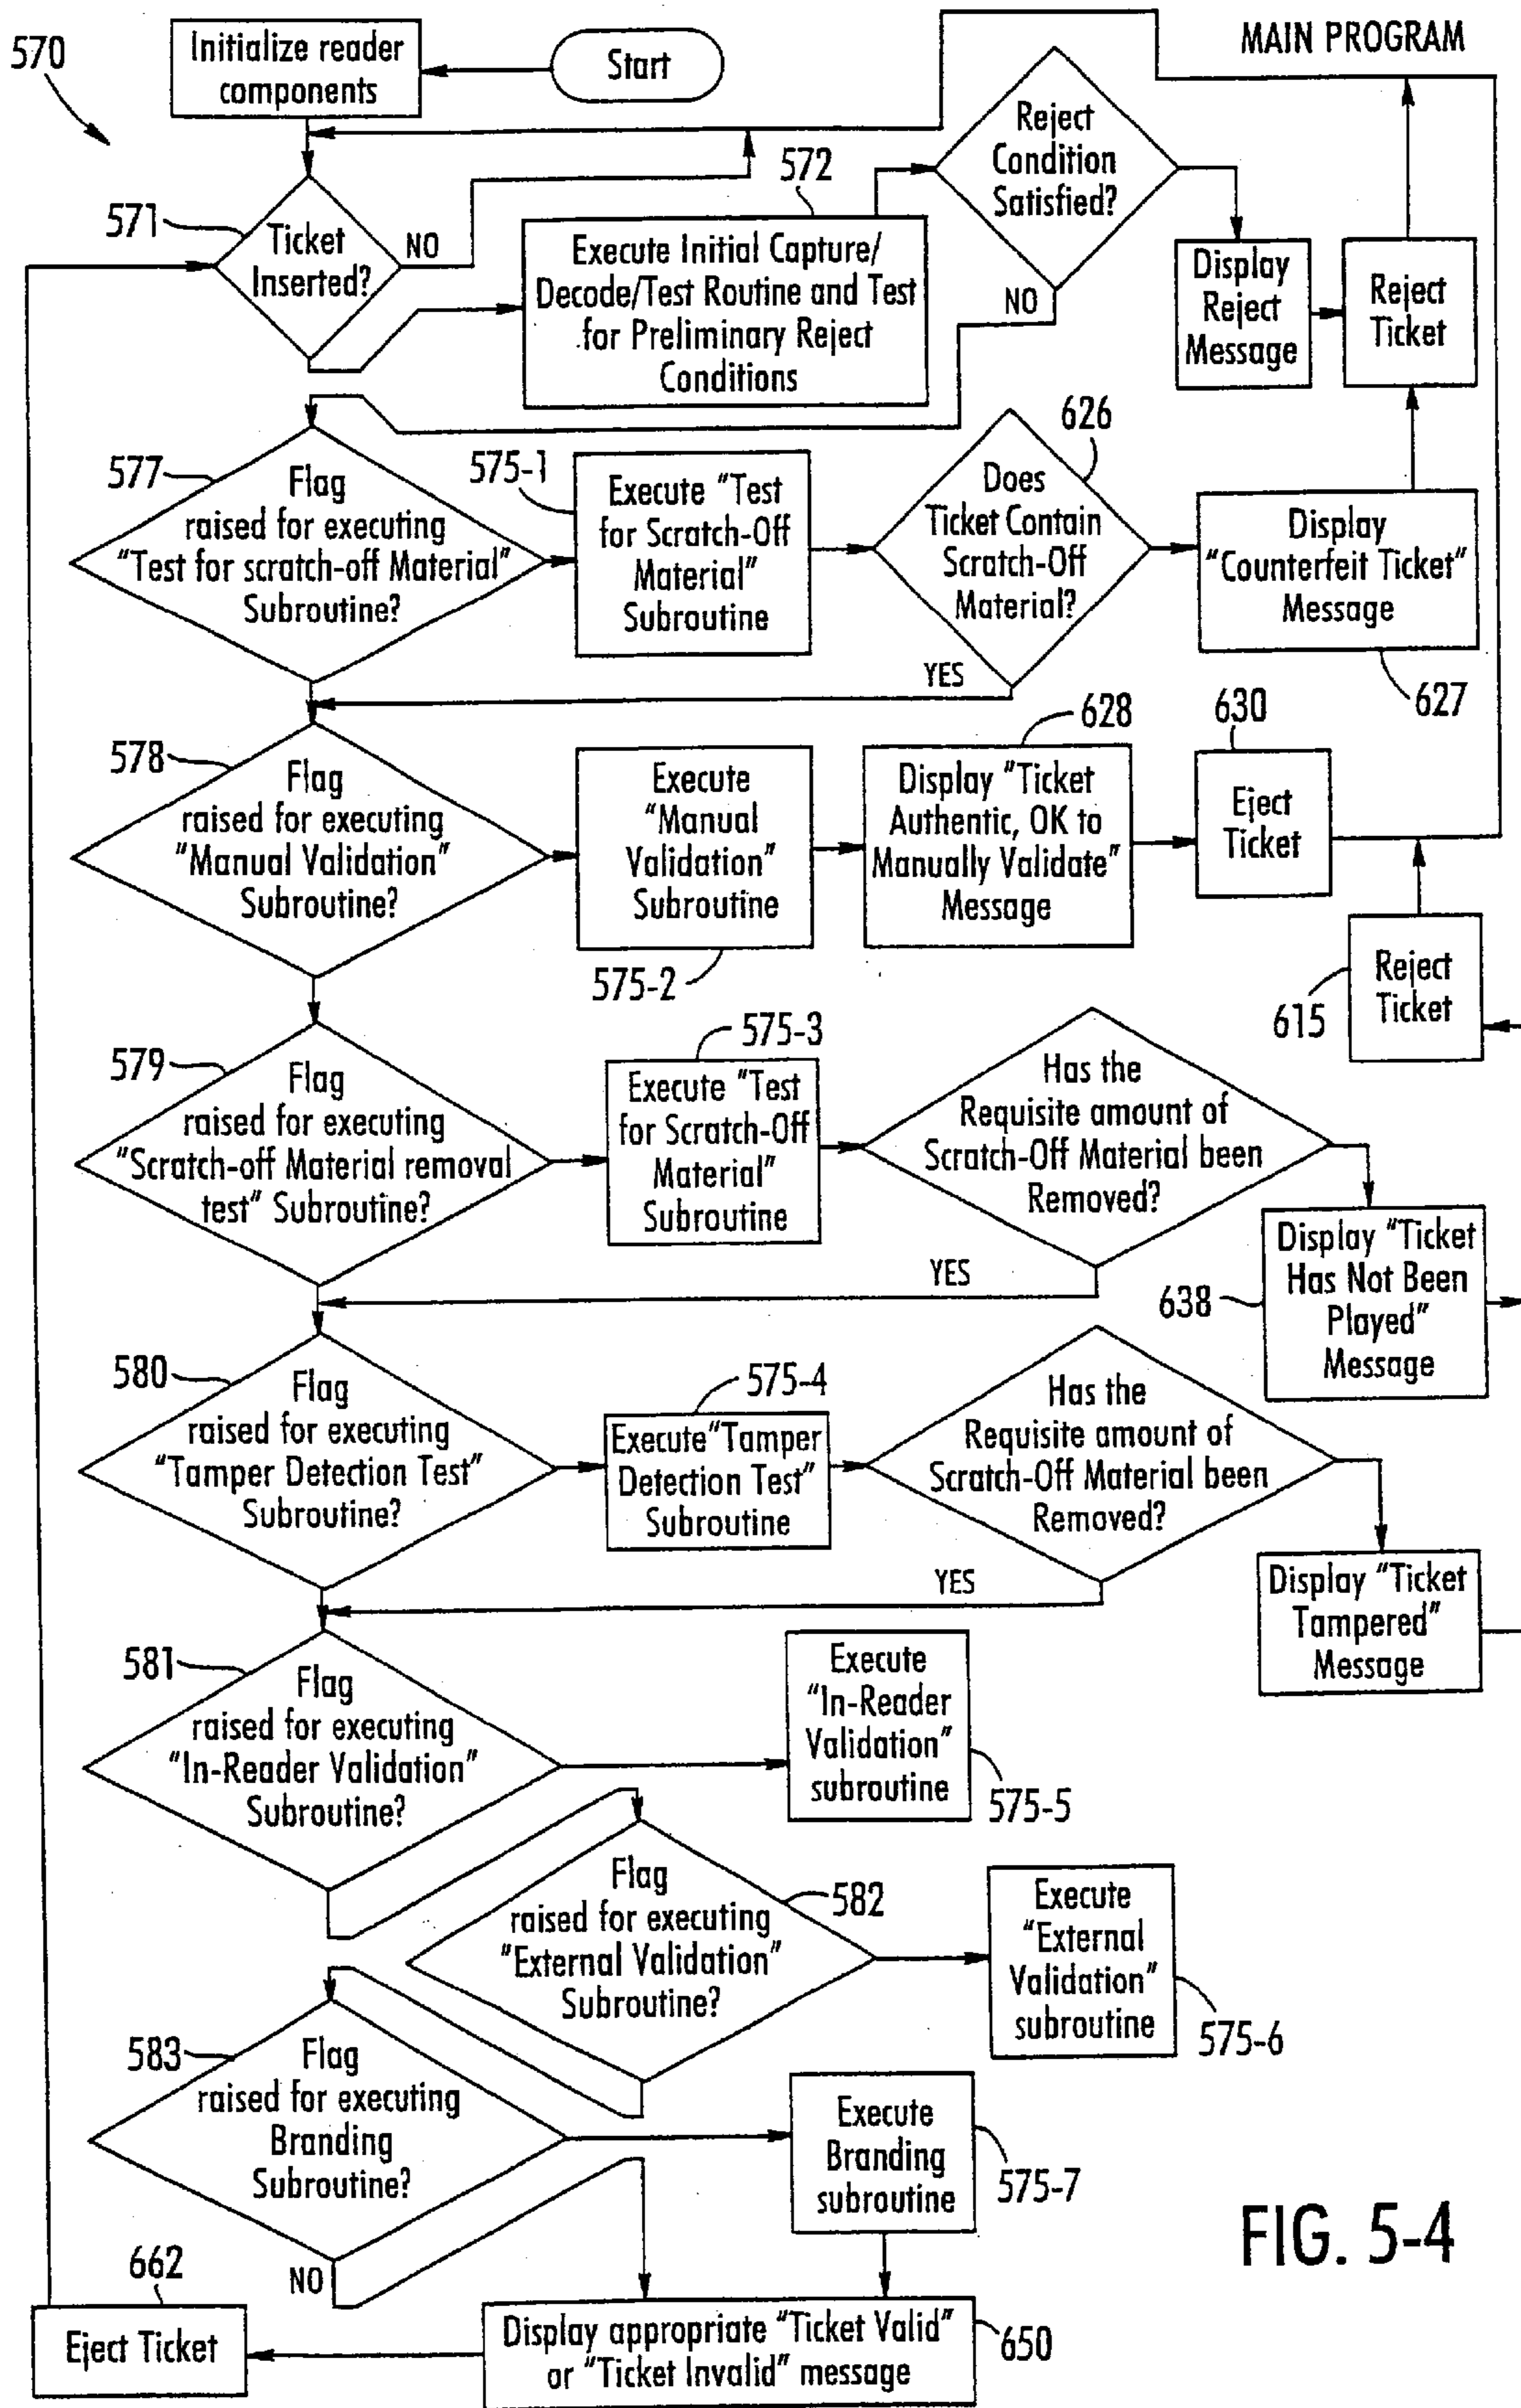 MAIN PROGRAM
570
Initialize reader
components
Start
571
Ticket
Inserted?
NO
572
Execute Initial Capture/
Decode/Test Routine and Test
for Preliminary Reject
Conditions
Reject
Condition
Satisfied?
NO
Display
Reject
Message
Reject
Ticket
577
Flag
raised for executing
"Test for scratch-off Material"
Subroutine?
575-1
Execute "Test
for Scratch-Off
Material"
Subroutine
626
Does
Ticket Contain
Scratch-Off
Material?
YES
Display
"Counterfeit Ticket"
Message
627
578
Flag
raised for executing
"Manual Validation"
Subroutine?
Execute
"Manual
Validation"
Subroutine
575-2
628
Display "Ticket
Authentic, OK to
Manually Validate"
Message
630
Eject
Ticket
615
Reject
Ticket
579
Flag
raised for executing
"Scratch-off Material removal
test" Subroutine?
575-3
Execute "Test
for Scratch-Off
Material"
Subroutine
Has the
Requisite amount of
Scratch-Off Material been
Removed?
YES
638
Display "Ticket
Has Not Been
Played"
Message
580
Flag
raised for executing
"Tamper Detection Test"
Subroutine?
575-4
Execute"Tamper
Detection Test"
Subroutine
Has the
Requisite amount of
Scratch-Off Material been
Removed?
YES
Display "Ticket
Tampered"
Message
581
Flag
raised for executing
"In-Reader Validation"
Subroutine?
Execute
"In-Reader
Validation"
subroutine
575-5
582
Flag
raised for executing
"External Validation"
Subroutine?
Execute
"External
Validation"
subroutine
575-6
583
Flag
raised for executing
Branding
Subroutine?
NO
Execute
Branding
subroutine
575-7
662
Eject Ticket
Display appropriate "Ticket Valid"
or "Ticket Invalid" message
650
FIG. 5-4